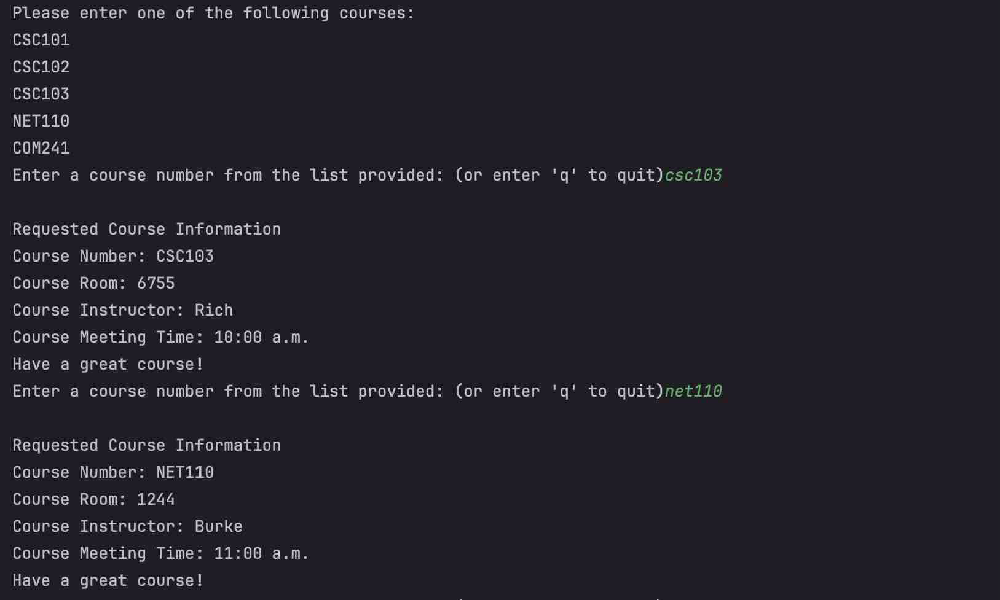 Please enter one of the following courses:
CSC101
CSC102
CSC103
NET110
COM241
Enter a course number from the list provided: (or enter 'q' to quit)csc103
Requested Course Information
Course Number: CSC103
Course Room: 6755
Course Instructor: Rich
Course Meeting Time: 10:00 a.m.
Have a great course!
Enter a course number from the list provided: (or enter 'q' to quit)net110
Requested Course Information
Course Number: NET110
Course Room: 1244
Course Instructor: Burke
Course Meeting Time: 11:00 a.m.
Have a great course!